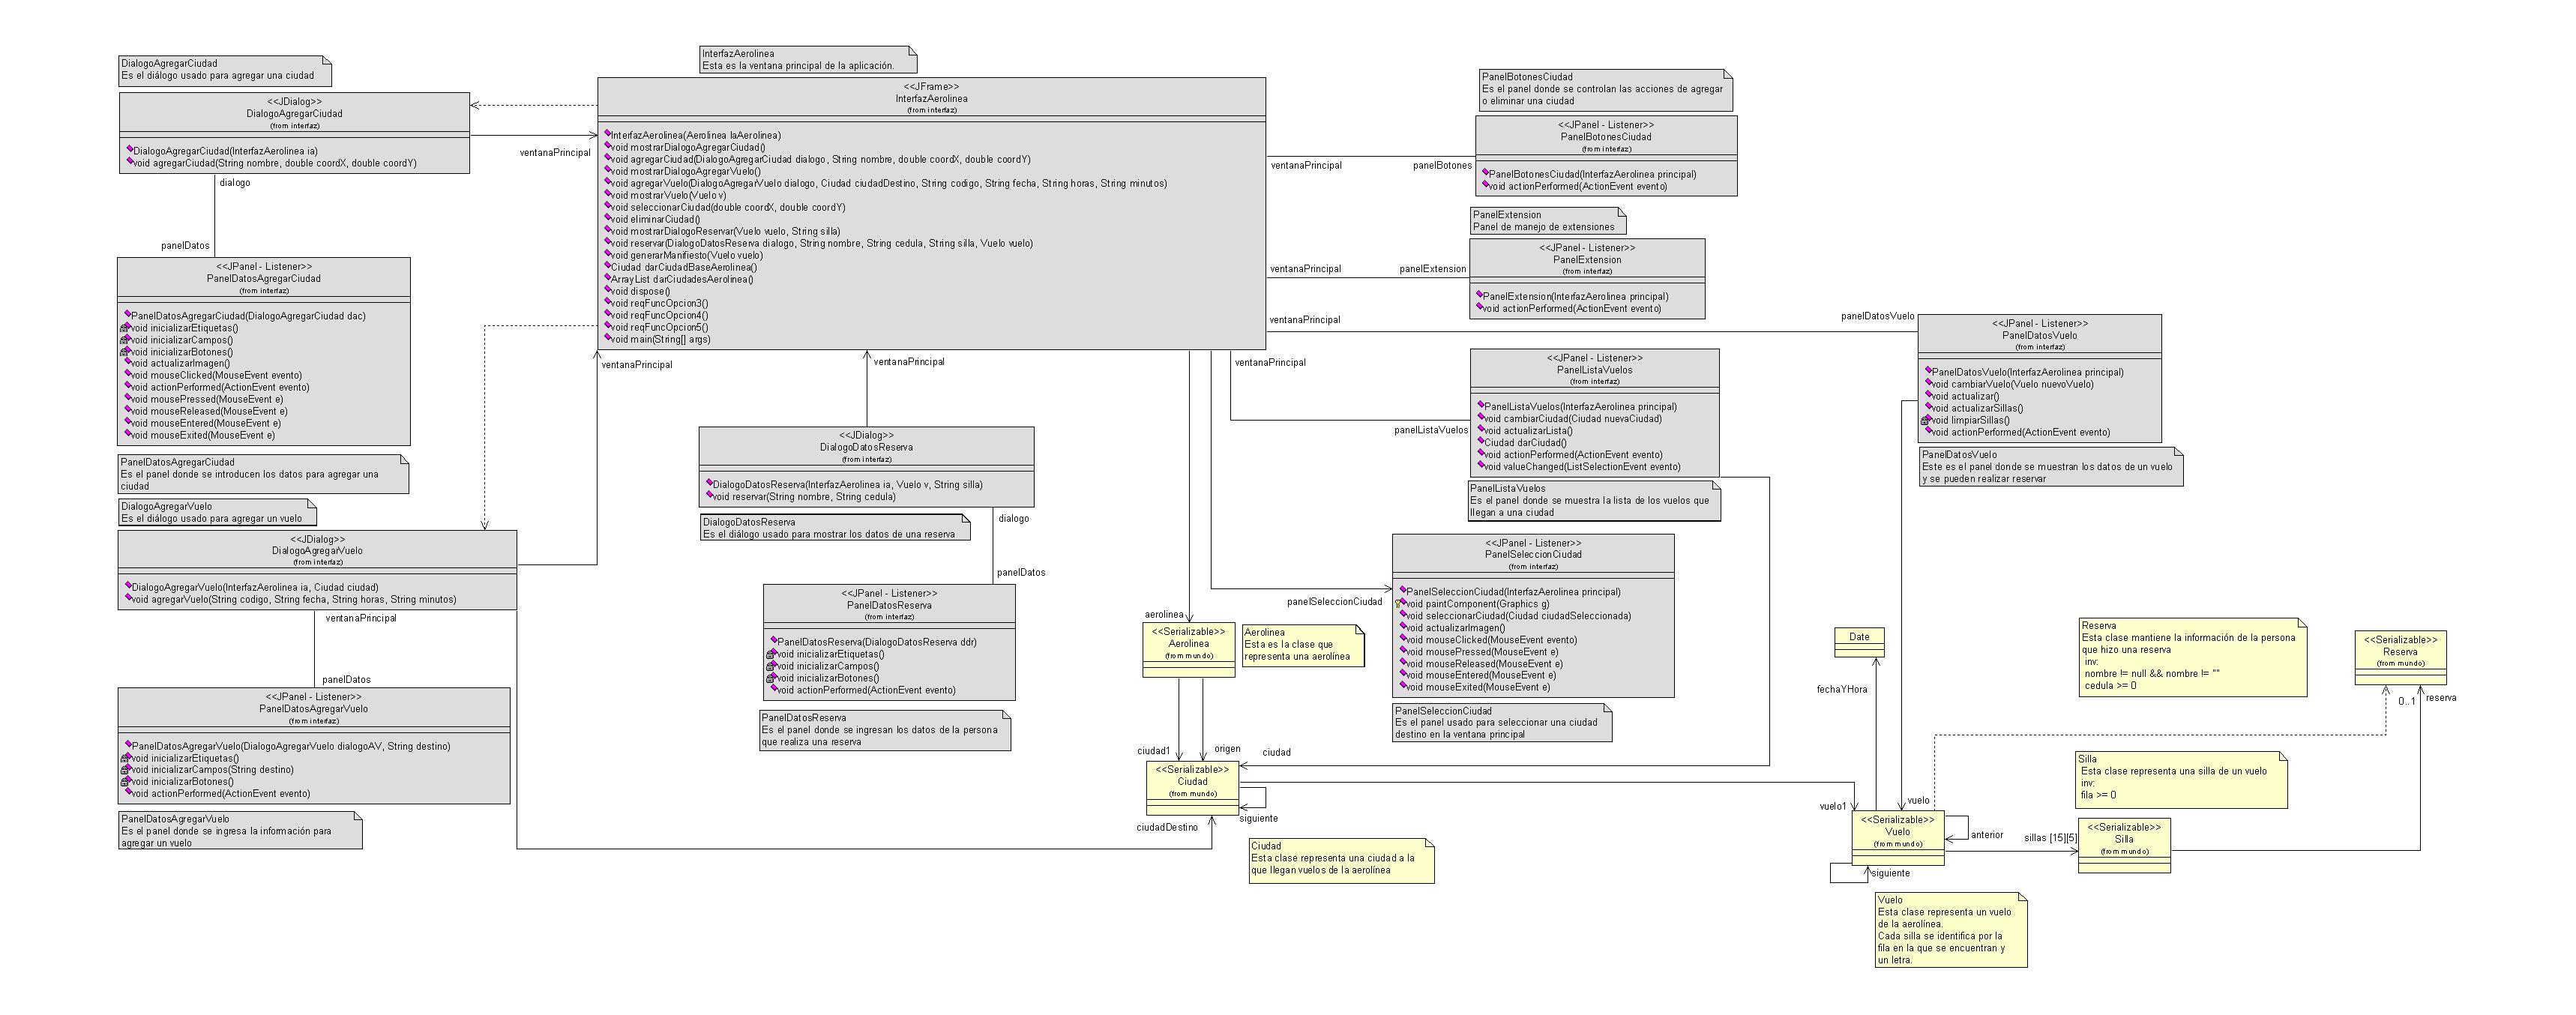 InterfazAerolinea
Esta es la ventana principal de la aplicación.
DialogoAgregarCiudad
Es el diálogo usado para agregar una ciudad
<<JDialog>>
DialogoAgregarCiudad
(from interfaz)
DialogoAgregarCiudad(InterfazAerolinea ia)
void agregarCiudad(String nombre, double coordX, double coordY)
ventanaPrincipal
dialogo
panelDatos
<<JFrame>>
InterfazAerolinea
(from interfaz)
InterfazAerolinea(Aerolinea laAerolinea)
void mostrarDialogoAgregarCiudad()
void agregarCiudad(DialogoAgregarCiudad dialogo, String nombre, double coordX, double coordY)
void mostrarDialogoAgregarVuelo()
void agregarVuelo(DialogoAgregarVuelo dialogo, Ciudad ciudadDestino, String codigo, String fecha, String horas, String minutos)
void mostrarVuelo(Vuelo v)
void seleccionarCiudad(double coordX, double coordY)
void eliminarCiudad()
void mostrarDialogoReservar(Vuelo vuelo, String silla)
void reservar(DialogoDatosReserva dialogo, String nombre, String cedula, String silla, Vuelo vuelo)
void generarManifiesto(Vuelo vuelo)
Ciudad darCiudadBaseAerolinea()
ArrayList darCiudadesAerolinea()
void dispose()
void reqFuncOpcion3()
void reqFuncOpcion4()
void reqFuncOpcion5()
void main(String[] args)
PanelBotonesCiudad
Es el panel donde se controlan las acciones de agregar
o eliminar una ciudad
<<JPanel - Listener>>
PanelBotonesCiudad
(from interfaz)
PanelBotonesCiudad(InterfazAerolinea principal)
void actionPerformed(ActionEvent evento)
ventanaPrincipal
panelBotones
PanelExtension
Panel de manejo de extensiones
<<JPanel - Listener>>
PanelExtension
(from interfaz)
PanelExtension(InterfazAerolinea principal)
void actionPerformed(ActionEvent evento)
ventanaPrincipal
panelExtension
ventanaPrincipal
panelDatosVuelo
<<JPanel - Listener>>
PanelDatosVuelo
(from interfaz)
PanelDatosVuelo(InterfazAerolinea principal)
void cambiarVuelo(Vuelo nuevoVuelo)
void actualizar()
void actualizarSillas()
void limpiarSillas()
void actionPerformed(ActionEvent evento)
PanelDatosVuelo
Este es el panel donde se muestran los datos de un vuelo
y se pueden realizar reservar
<<JPanel - Listener>>
PanelDatosAgregarCiudad
(from interfaz)
PanelDatosAgregarCiudad(DialogoAgregarCiudad dac)
void inicializarEtiquetas()
void inicializarCampos()
void inicializarBotones()
void actualizarImagen()
void mouseClicked(MouseEvent evento)
void actionPerformed(ActionEvent evento)
void mousePressed(MouseEvent e)
void mouseReleased(MouseEvent e)
void mouseEntered(MouseEvent e)
void mouseExited(MouseEvent e)
PanelDatosAgregarCiudad
Es el panel donde se introducen los datos para agregar una
ciudad
ventanaPrincipal
ventanaPrincipal
ventanaPrincipal
<<JPanel - Listener>>
PanelListaVuelos
(from interfaz)
PanelListaVuelos(InterfazAerolinea principal)
void cambiarCiudad(Ciudad nuevaCiudad)
void actualizarLista()
Ciudad darCiudad()
void actionPerformed(ActionEvent evento)
void valueChanged(ListSelectionEvent evento)
panelListaVuelos
PanelListaVuelos
Es el panel donde se muestra la lista de los vuelos que
llegan a una ciudad
<<JDialog>>
DialogoDatosReserva
(from interfaz)
DialogoDatosReserva(InterfazAerolinea ia, Vuelo v, String silla)
void reservar(String nombre, String cedula)
DialogoDatosReserva
Es el diálogo usado para mostrar los datos de una reserva
dialogo
panelDatos
DialogoAgregarVuelo
Es el diálogo usado para agregar un vuelo
<<JDialog>>
DialogoAgregarVuelo
(from interfaz)
DialogoAgregarVuelo(InterfazAerolinea ia, Ciudad ciudad)
void agregarVuelo(String codigo, String fecha, String horas, String minutos)
ventanaPrincipal
panelDatos
<<JPanel - Listener>>
PanelDatosReserva
(from interfaz)
PanelDatosReserva(DialogoDatosReserva ddr)
void inicializarEtiquetas()
void inicializarCampos()
void inicializarBotones()
void actionPerformed(ActionEvent evento)
PanelDatosReserva
Es el panel donde se ingresan los datos de la persona
que realiza una reserva
<<JPanel - Listener>>
PanelSeleccionCiudad
(from interfaz)
PanelSeleccionCiudad(InterfazAerolinea principal)
void paintComponent(Graphics g)
void seleccionarCiudad(Ciudad ciudadSeleccionada)
void actualizarImagen()
void mouseClicked(MouseEvent evento)
void mousePressed(MouseEvent e)
void mouseReleased(MouseEvent e)
void mouseEntered(MouseEvent e)
void mouseExited(MouseEvent e)
panelSeleccionCiudad
PanelSeleccionCiudad
Es el panel usado para seleccionar una ciudad
destino en la ventana principal
aerolinea
<<Serializable>>
Aerolinea
(from mundo)
Aerolinea
Esta es la clase que
representa una aerolínea
ciudad1
origen
ciudad
<<JPanel - Listener>>
PanelDatosAgregarVuelo
(from interfaz)
PanelDatosAgregarVuelo(DialogoAgregarVuelo dialogoAV, String destino)
void inicializarEtiquetas()
void inicializarCampos(String destino)
void inicializarBotones()
void actionPerformed(ActionEvent evento)
PanelDatosAgregarVuelo
Es el panel donde se ingresa la información para
agregar un vuelo
<<Serializable>>
Ciudad
(from mundo)
siguiente
ciudadDestino
Ciudad
Esta clase representa una ciudad a la
que llegan vuelos de la aerolínea
Date
fechaYHora
Reserva
Esta clase mantiene la información de la persona
que hizo una reserva
inv:
nombre != null && nombre != ""
cedula >= 0
<<Serializable>>
Reserva
(from mundo)
0..1
reserva
Silla
Esta clase representa una silla de un vuelo
inv:
fila >= 0
vuelo1
vuelo
<<Serializable>>
Vuelo
(from mundo)
anterior
siguiente
sillas [15][5]
<<Serializable>>
Silla
(from mundo)
Vuelo
Esta clase representa un vuelo
de la aerolínea.
Cada silla se identifica por la
fila en la que se encuentran y
un letra.